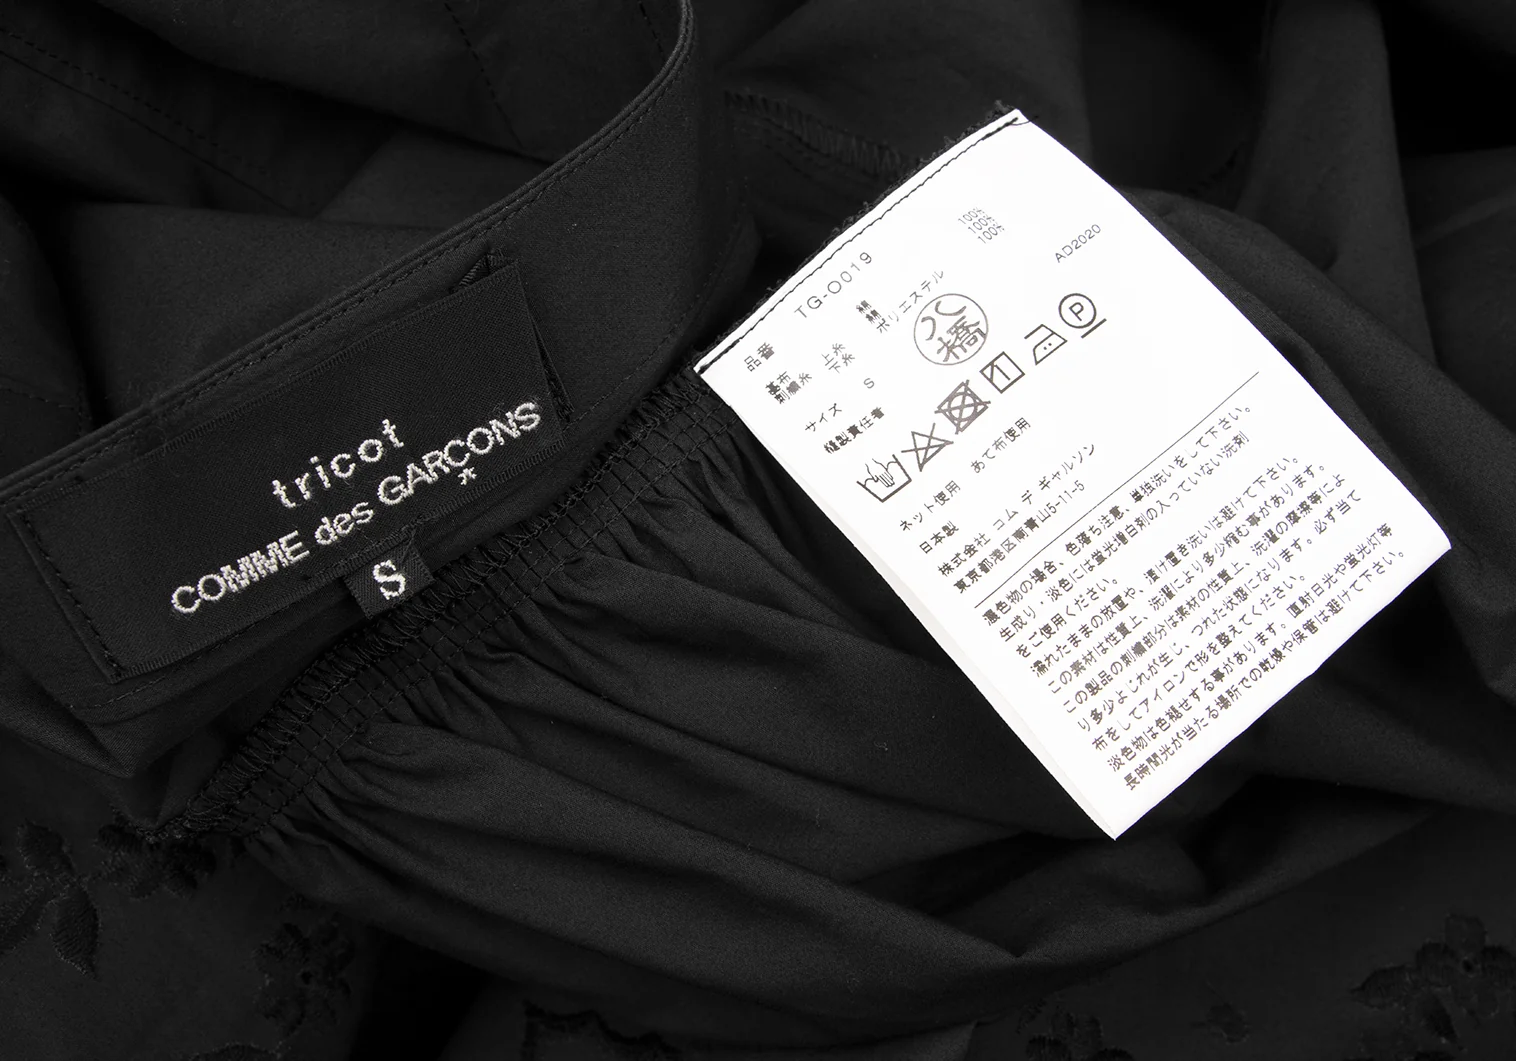 tricot
COMME des GARÇONS
S
品番 TG-O019
100%
100%
100%
AD2020
基布 綿
刺繍糸 上糸 綿
下糸 ポリエステル
サイズ S
縫製責任者
八橋
P
ネット使用 あて布使用
日本製
株式会社 コム デ ギャルソン
東京都港区南青山5-11-5
濃色物の場合、色落ち注意、単独洗いをして下さい。
生成り・淡色には蛍光増白剤の入っていない洗剤
をご使用ください。
濡れたままの放置や、漬け置き洗いは避けて下さい。
この素材は性質上、洗濯により多少縮む事があります。
この製品の刺繍部分は素材の性質上、洗濯の摩擦等によ
り多少よじれが生じ、つれた状態になります。必ず当て
布をしてアイロンで形を整えてください。
淡色物は色褪せする事があります。直射日光や蛍光灯等
長時間光が当たる場所での乾燥や保管は避けて下さい。